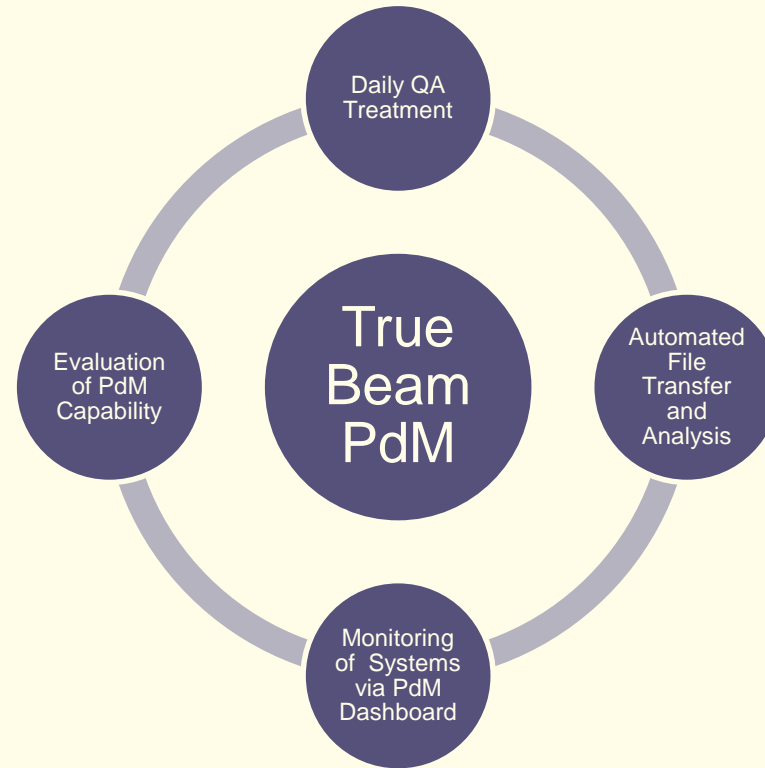 Daily QA
Treatment
Automated
File
Transfer
and
Analysis
Monitoring
of Systems
via PdM
Dashboard
Evaluation
of PdM
Capability
True
Beam
PdM